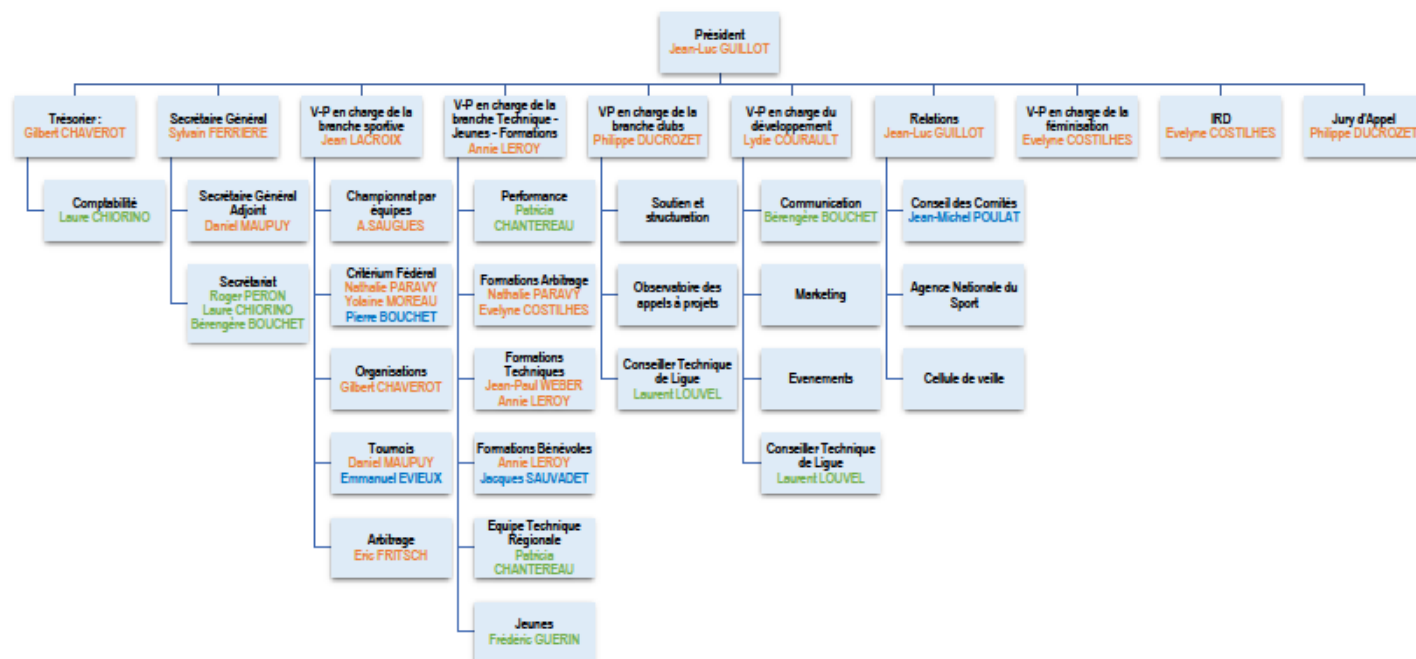 Président
Jean-Luc GUILLOT
Trésorier :
Gilbert CHAVEROT
Secrétaire Général
Sylvain FERRIERE
V-P en charge de la
branche sportive
Jean LACROIX
V-P en charge de la
branche Technique -
Jeunes - Formations
Annie LEROY
VP en charge de la
branche clubs
Philippe DUCROZET
V-P en charge du
développement
Lydie COURAULT
Relations
Jean-Luc GUILLOT
V-P en charge de la
féminisation
Evelyne COSTILHES
IRD
Evelyne COSTILHES
Jury d'Appel
Philippe DUCROZET
Comptabilité
Laure CHIORINO
Secrétaire Général
Adjoint
Daniel MAUPUY
Secrétariat
Roger PERON
Laure CHIORINO
Bérengère BOUCHET
Championnat par
équipes
A.SAUGUES
Critérium Fédéral
Nathalie PARAVY
Yolaine MOREAU
Pierre BOUCHET
Organisations
Gilbert CHAVEROT
Tournois
Daniel MAUPUY
Emmanuel EVIEUX
Arbitrage
Eric FRITSCH
Performance
Patricia
CHANTEREAU
Formations Arbitrage
Nathalie PARAVY
Evelyne COSTILHES
Formations
Techniques
Jean-Paul WEBER
Annie LEROY
Formations Bénévoles
Annie LEROY
Jacques SAUVADET
Equipe Technique
Régionale
Patricia
CHANTEREAU
Jeunes
Frédéric GUERIN
Soutien et
structuration
Observatoire des
appels à projets
Conseiller Technique
de Ligue
Laurent LOUVEL
Communication
Bérengère BOUCHET
Marketing
Evenements
Conseiller Technique
de Ligue
Laurent LOUVEL
Conseil des Comités
Jean-Michel POULAT
Agence Nationale du
Sport
Cellule de veille